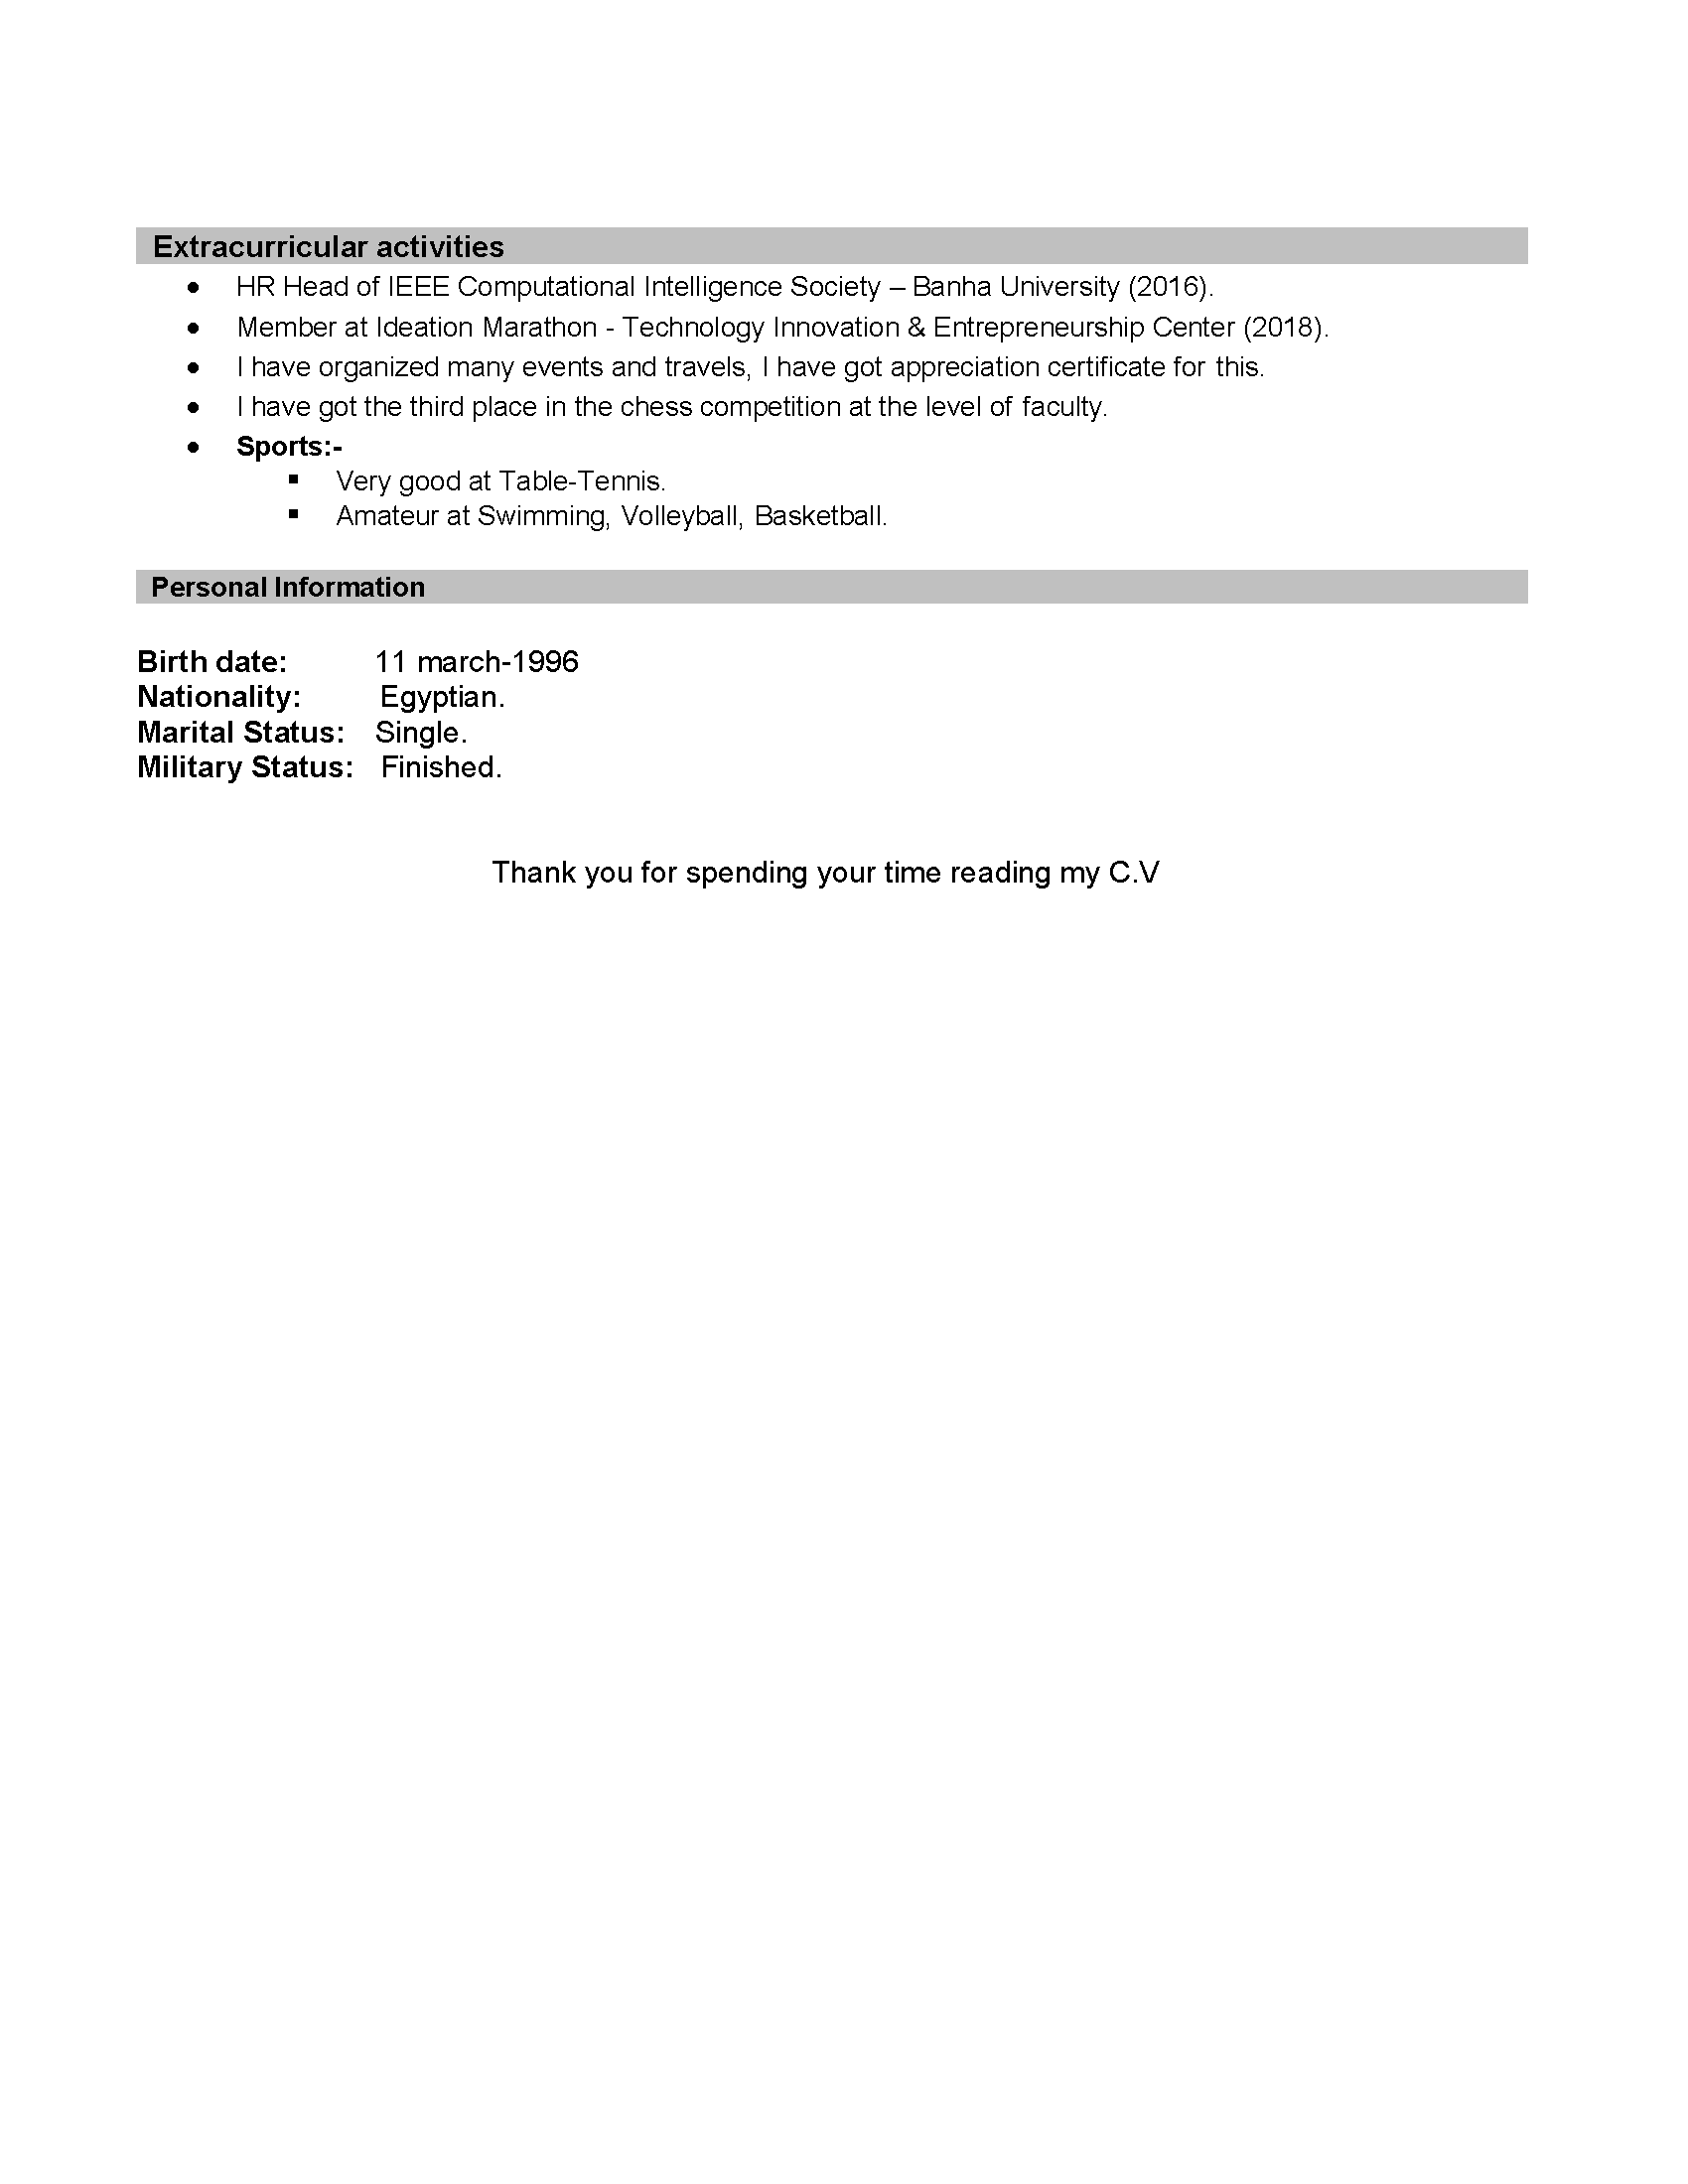 Extracurricular activities
• HR Head of IEEE Computational Intelligence Society – Banha University (2016).
• Member at Ideation Marathon - Technology Innovation & Entrepreneurship Center (2018).
• I have organized many events and travels, I have got appreciation certificate for this.
• I have got the third place in the chess competition at the level of faculty.
• Sports:-
▪ Very good at Table-Tennis.
▪ Amateur at Swimming, Volleyball, Basketball.
Personal Information
Birth date: 11 march-1996
Nationality: Egyptian.
Marital Status: Single.
Military Status: Finished.
Thank you for spending your time reading my C.V